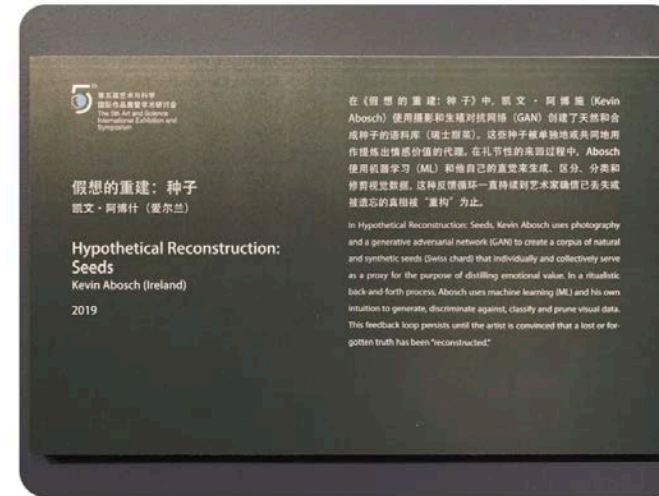 5th
第五届艺术与科学
国际作品展暨学术研讨会
The 5th Art and Science
International Exhibition and
Symposium
假想的重建：种子
凯文・阿博什（爱尔兰）
Hypothetical Reconstruction:
Seeds
Kevin Abosch (Ireland)
2019
在《假想的重建：种子》中，凯文・阿博施（Kevin
Abosch）使用摄影和生殖对抗网络（GAN）创建了天然和合
成种子的语料库（瑞士甜菜）。这些种子被单独地或共同地用
作提炼出情感价值的代理。在礼节性的来回过程中，Abosch
使用机器学习（ML）和他自己的直觉来生成、区分、分类和
修剪视觉数据。这种反馈循环一直持续到艺术家确信已丢失或
被遗忘的真相被“重构”为止。
In Hypothetical Reconstruction: Seeds, Kevin Abosch uses photography
and a generative adversarial network (GAN) to create a corpus of natural
and synthetic seeds (Swiss chard) that individually and collectively serve
as a proxy for the purpose of distilling emotional value. In a ritualistic
back-and-forth process, Abosch uses machine learning (ML) and his own
intuition to generate, discriminate against, classify and prune visual data.
This feedback loop persists until the artist is convinced that a lost or for-
gotten truth has been "reconstructed."